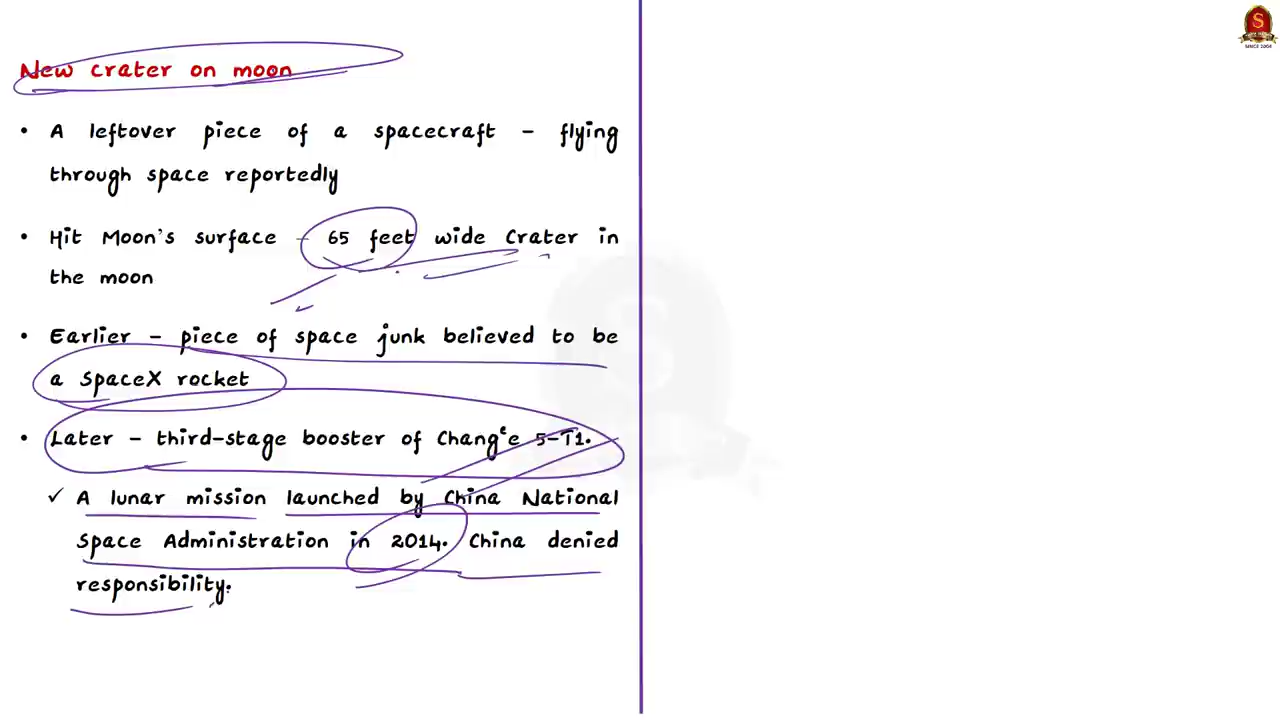 New crater on moon
• A leftover piece of a spacecraft – flying
through space reportedly
• Hit Moon's surface – 65 feet wide Crater in
the moon
• Earlier – piece of space junk believed to be
a SpaceX rocket
• Later – third-stage booster of Chang'e 5-T1.
✓ A lunar mission launched by China National
Space Administration in 2014. China denied
responsibility.
S
SINCE 2004